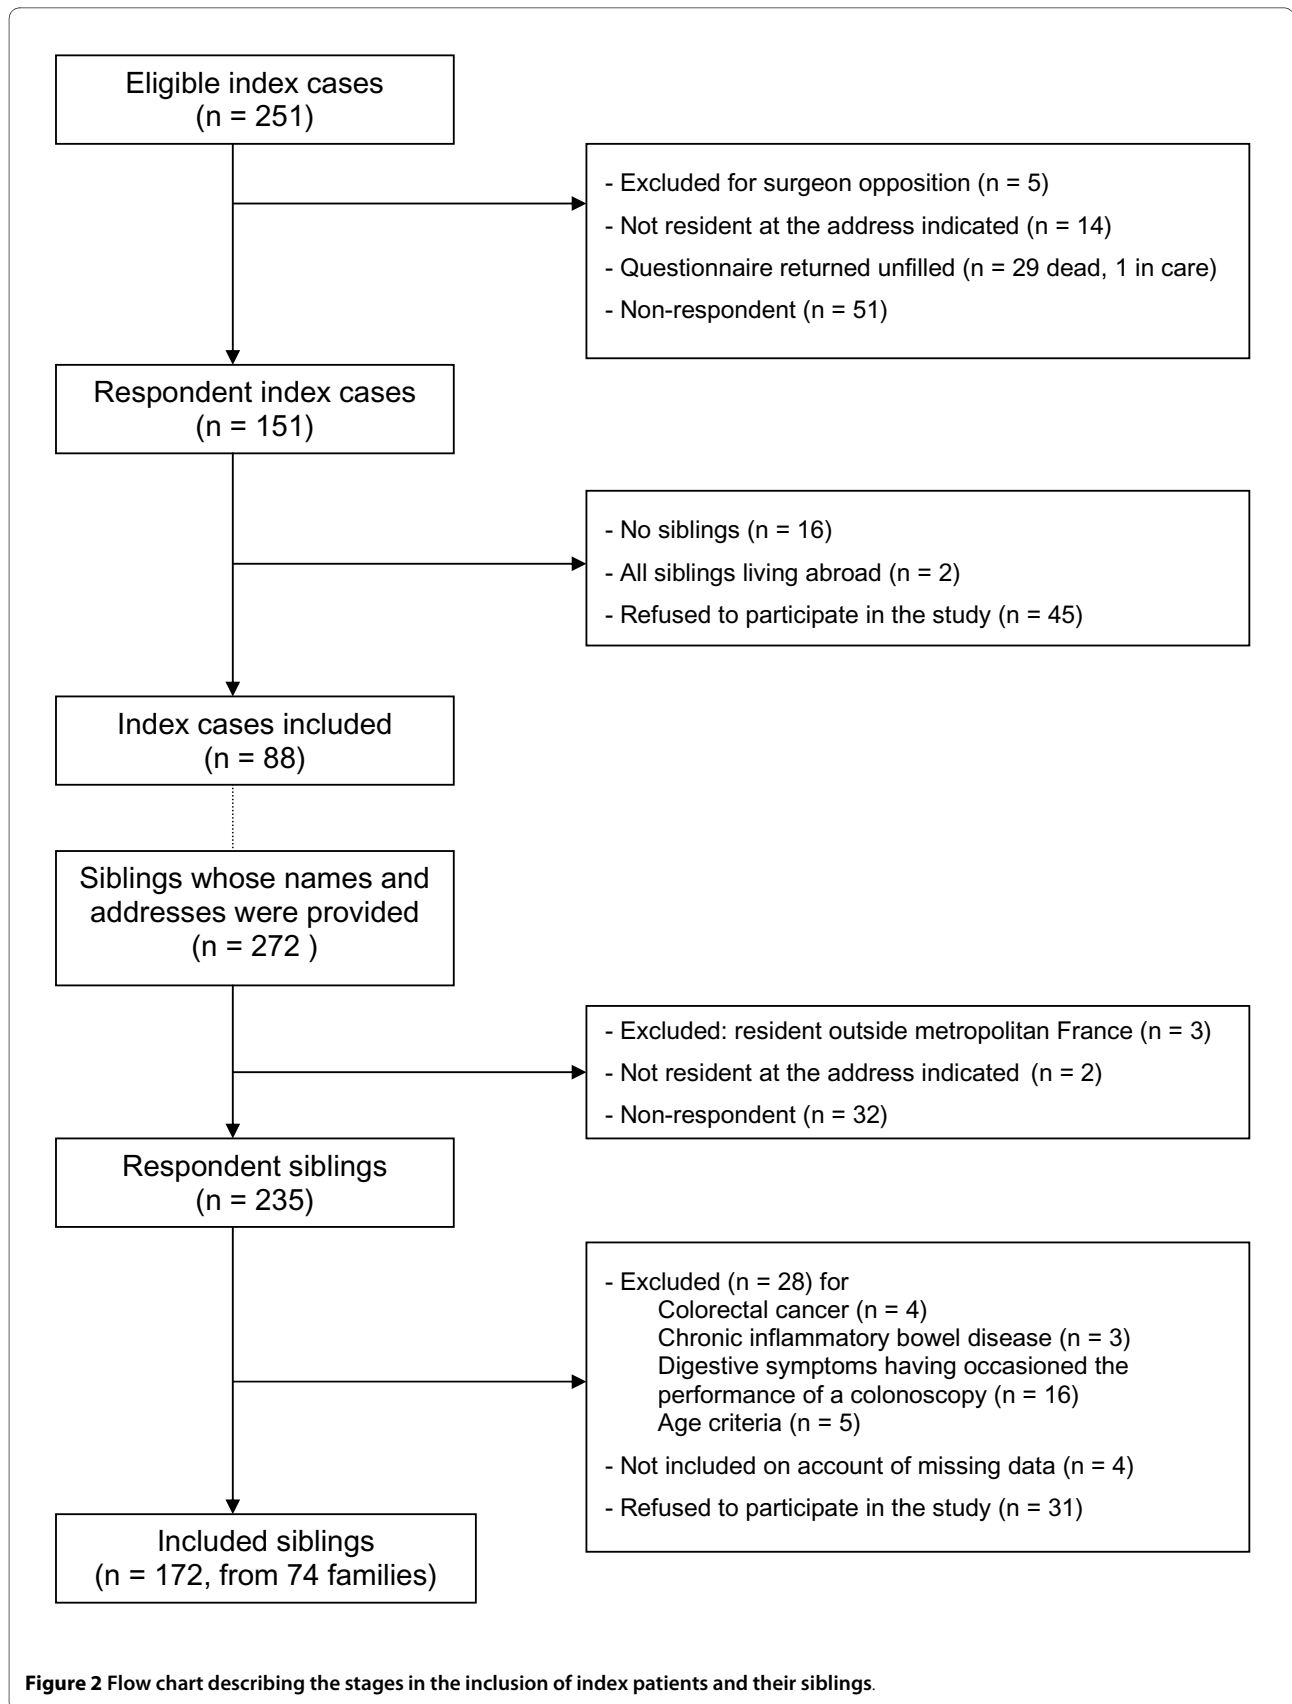 Eligible index cases
(n = 251)
- Excluded for surgeon opposition (n = 5)
- Not resident at the address indicated (n = 14)
- Questionnaire returned unfilled (n = 29 dead, 1 in care)
- Non-respondent (n = 51)
Respondent index cases
(n = 151)
- No siblings (n = 16)
- All siblings living abroad (n = 2)
- Refused to participate in the study (n = 45)
Index cases included
(n = 88)
Siblings whose names and
addresses were provided
(n = 272 )
- Excluded: resident outside metropolitan France (n = 3)
- Not resident at the address indicated (n = 2)
- Non-respondent (n = 32)
Respondent siblings
(n = 235)
- Excluded (n = 28) for
Colorectal cancer (n = 4)
Chronic inflammatory bowel disease (n = 3)
Digestive symptoms having occasioned the
performance of a colonoscopy (n = 16)
Age criteria (n = 5)
- Not included on account of missing data (n = 4)
- Refused to participate in the study (n = 31)
Included siblings
(n = 172, from 74 families)
Figure 2 Flow chart describing the stages in the inclusion of index patients and their siblings.